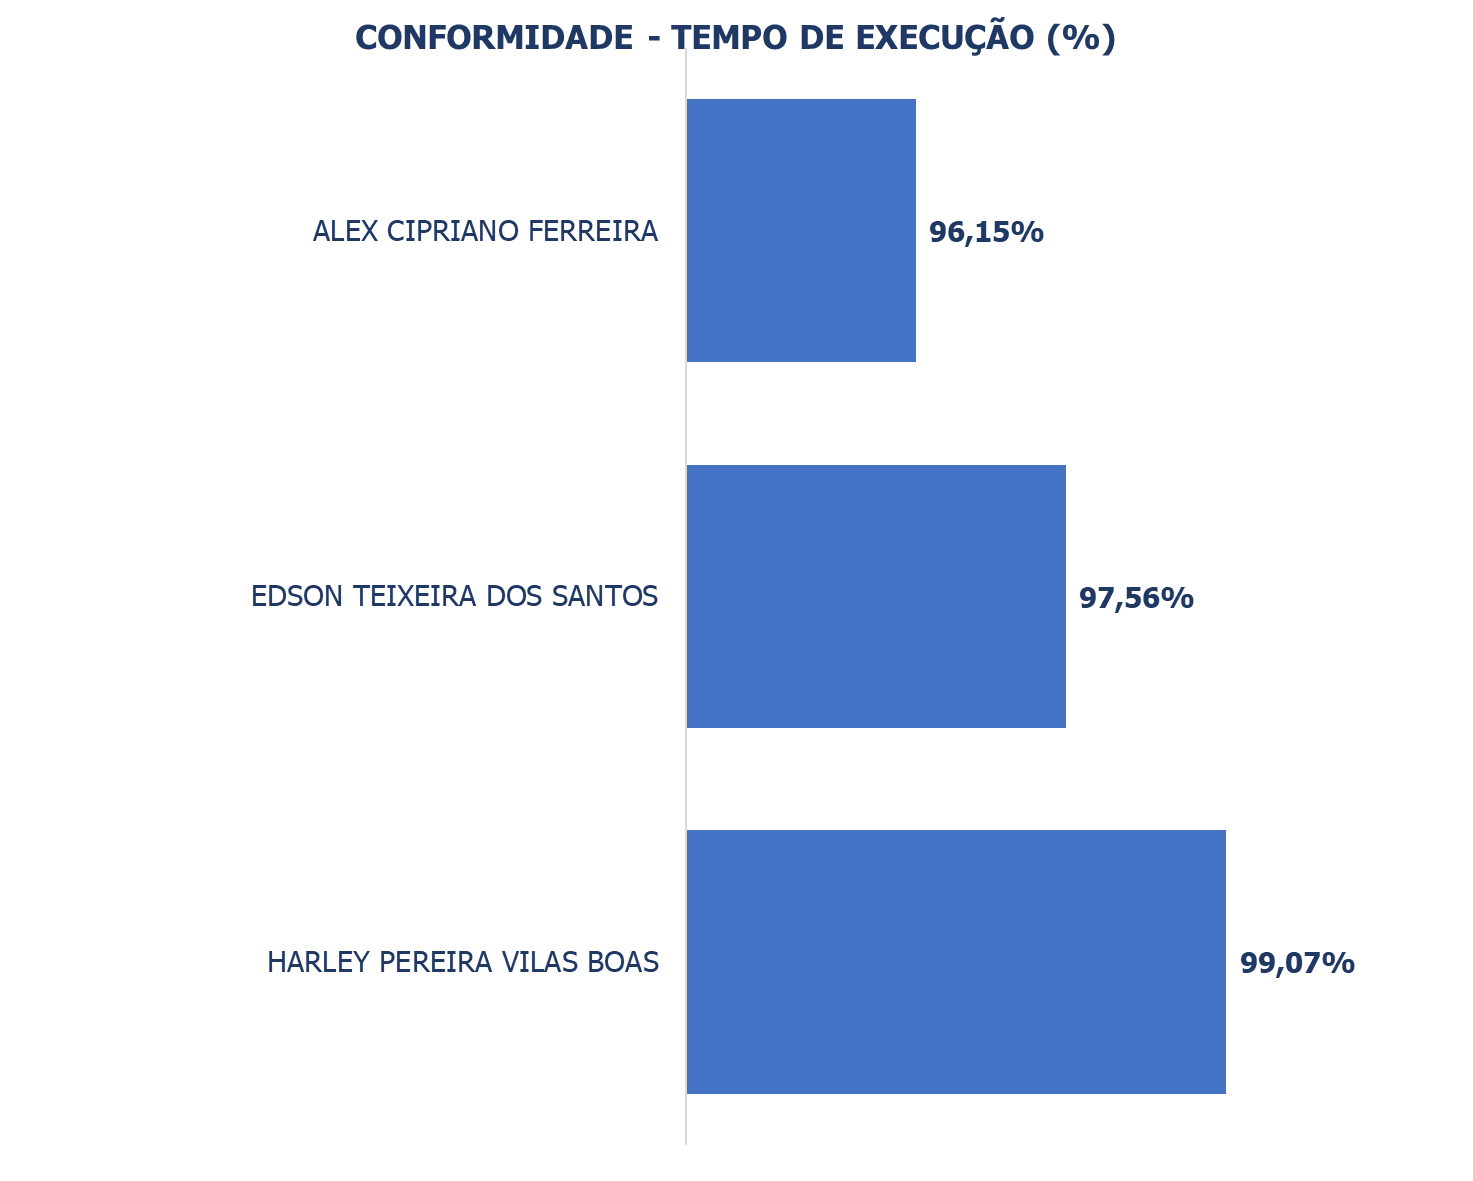 CONFORMIDADE - TEMPO DE EXECUÇÃO (%)
ALEX CIPRIANO FERREIRA 96,15%
EDSON TEIXEIRA DOS SANTOS 97,56%
HARLEY PEREIRA VILAS BOAS 99,07%